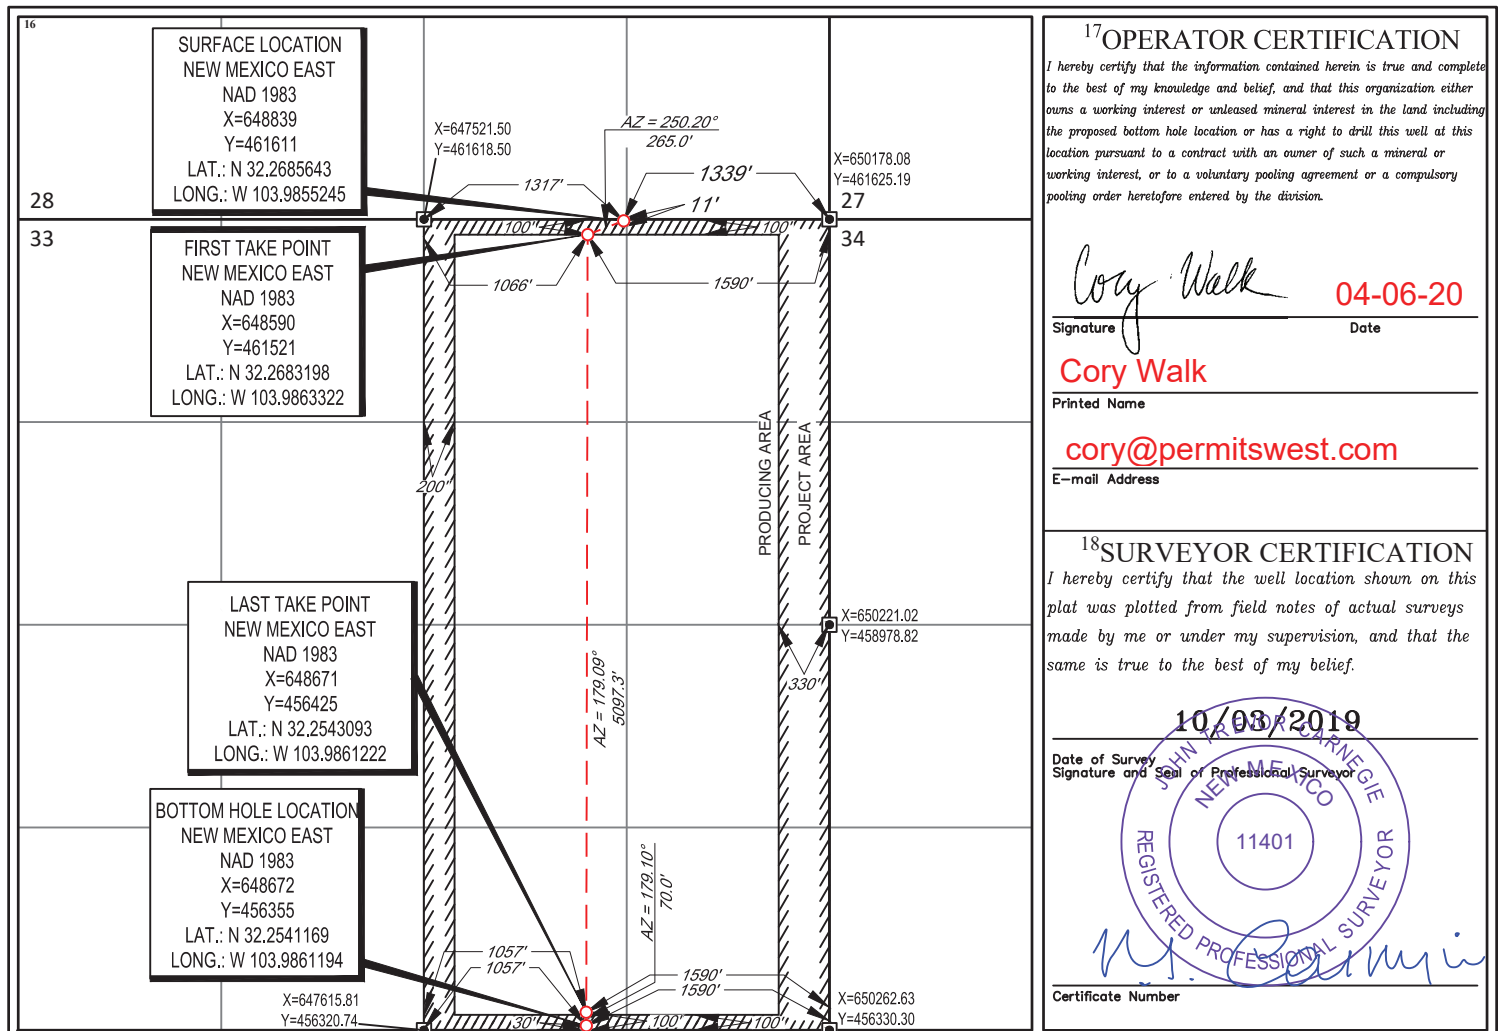 16
SURFACE LOCATION
NEW MEXICO EAST
NAD 1983
X=648839
Y=461611
LAT.: N 32.2685643
LONG.: W 103.9855245
FIRST TAKE POINT
NEW MEXICO EAST
NAD 1983
X=648590
Y=461521
LAT.: N 32.2683198
LONG.: W 103.9863322
LAST TAKE POINT
NEW MEXICO EAST
NAD 1983
X=648671
Y=456425
LAT.: N 32.2543093
LONG.: W 103.9861222
BOTTOM HOLE LOCATION
NEW MEXICO EAST
NAD 1983
X=648672
Y=456355
LAT.: N 32.2541169
LONG.: W 103.9861194
28
33
27
34
X=647521.50
Y=461618.50
AZ = 250.20°
265.0'
X=650178.08
Y=461625.19
1317'
1339'
11'
100'
100'
1066'
1590'
200'
PRODUCING AREA
PROJECT AREA
X=650221.02
Y=458978.82
330'
AZ = 179.09°
5097.3'
AZ = 179.10°
70.0'
1057'
1057'
1590'
1590'
X=647615.81
Y=456320.74
X=650262.63
Y=456330.30
30'
100'
100'
17OPERATOR CERTIFICATION
I hereby certify that the information contained herein is true and complete
to the best of my knowledge and belief, and that this organization either
owns a working interest or unleased mineral interest in the land including
the proposed bottom hole location or has a right to drill this well at this
location pursuant to a contract with an owner of such a mineral or
working interest, or to a voluntary pooling agreement or a compulsory
pooling order heretofore entered by the division.
Cory Walk
04-06-20
Signature Date
Cory Walk
Printed Name
cory@permitswest.com
E-mail Address
18SURVEYOR CERTIFICATION
I hereby certify that the well location shown on this
plat was plotted from field notes of actual surveys
made by me or under my supervision, and that the
same is true to the best of my belief.
10/03/2019
Date of Survey
Signature and Seal of Professional Surveyor
JOHN TREVOR CARNEGIE
NEW MEXICO
11401
REGISTERED PROFESSIONAL SURVEYOR
Certificate Number